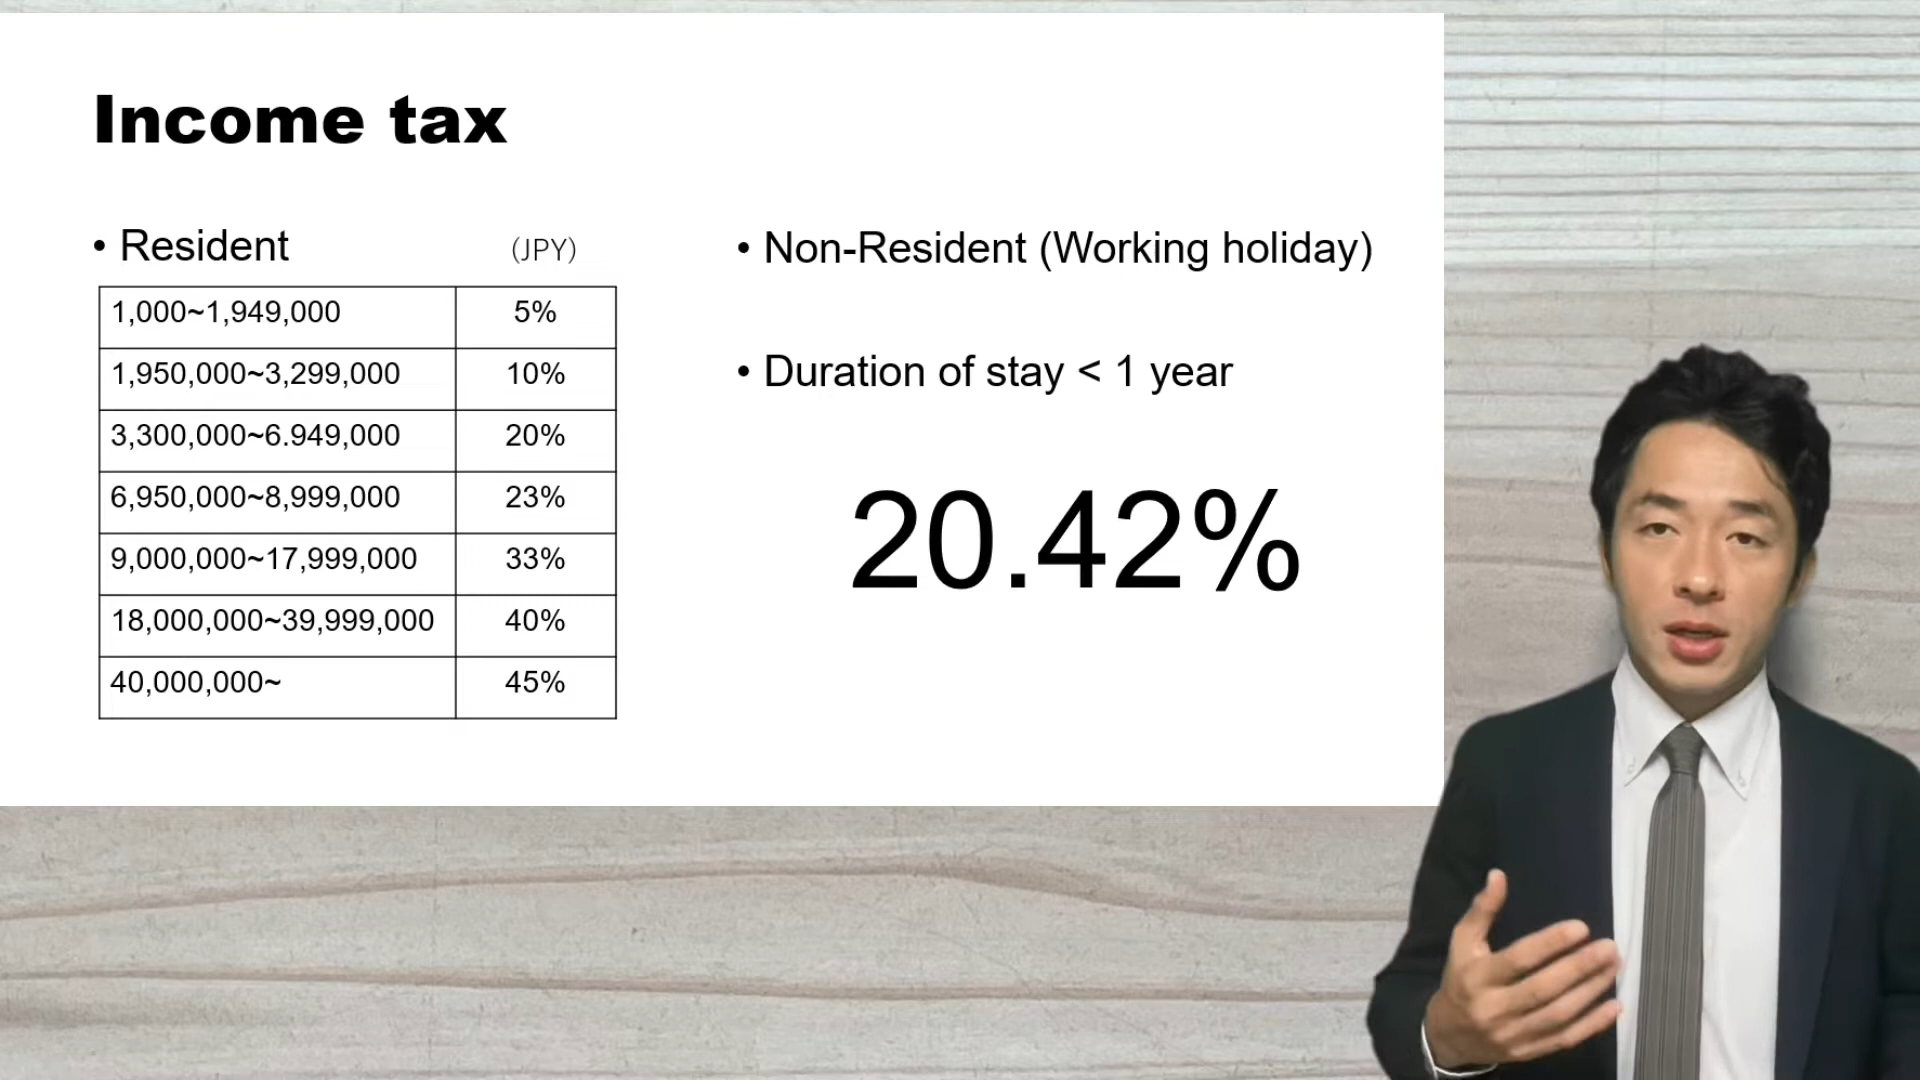 Income tax
• Resident (JPY)
1,000~1,949,000 5%
1,950,000~3,299,000 10%
3,300,000~6.949,000 20%
6,950,000~8,999,000 23%
9,000,000~17,999,000 33%
18,000,000~39,999,000 40%
40,000,000~ 45%
• Non-Resident (Working holiday)
• Duration of stay < 1 year
20.42%